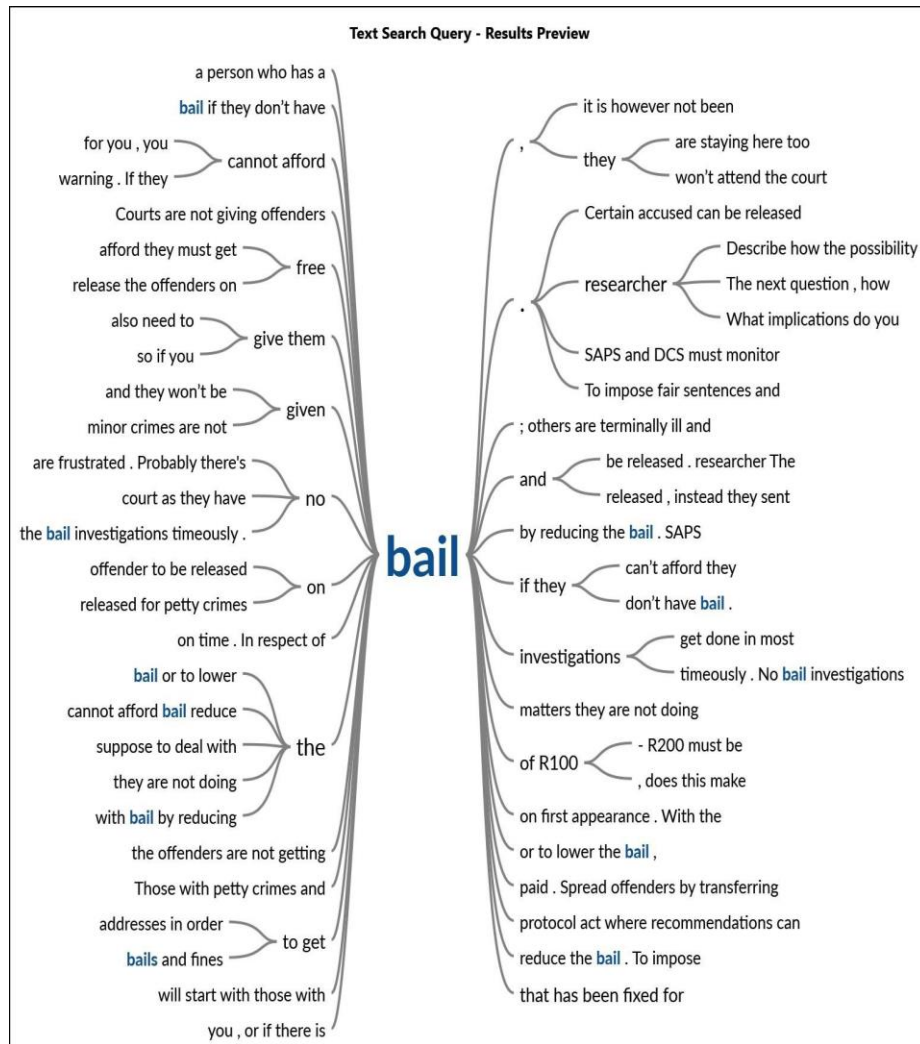 Text Search Query - Results Preview
a person who has a
bail if they don't have
for you , you
warning . If they
cannot afford
Courts are not giving offenders
afford they must get
release the offenders on
free
also need to
so if you
give them
and they won't be
minor crimes are not
given
are frustrated . Probably there's
court as they have
the bail investigations timeously .
no
offender to be released
released for petty crimes
on
on time . In respect of
bail or to lower
cannot afford bail reduce
suppose to deal with
they are not doing
with bail by reducing
the
the offenders are not getting
Those with petty crimes and
addresses in order
bails and fines
to get
will start with those with
you , or if there is
bail
,
it is however not been
they
are staying here too
won't attend the court
.
Certain accused can be released
researcher
Describe how the possibility
The next question , how
What implications do you
SAPS and DCS must monitor
To impose fair sentences and
; others are terminally ill and
and
be released . researcher The
released , instead they sent
by reducing the bail . SAPS
if they
can't afford they
don't have bail .
investigations
get done in most
timeously . No bail investigations
matters they are not doing
of R100
- R200 must be
, does this make
on first appearance . With the
or to lower the bail ,
paid . Spread offenders by transferring
protocol act where recommendations can
reduce the bail . To impose
that has been fixed for